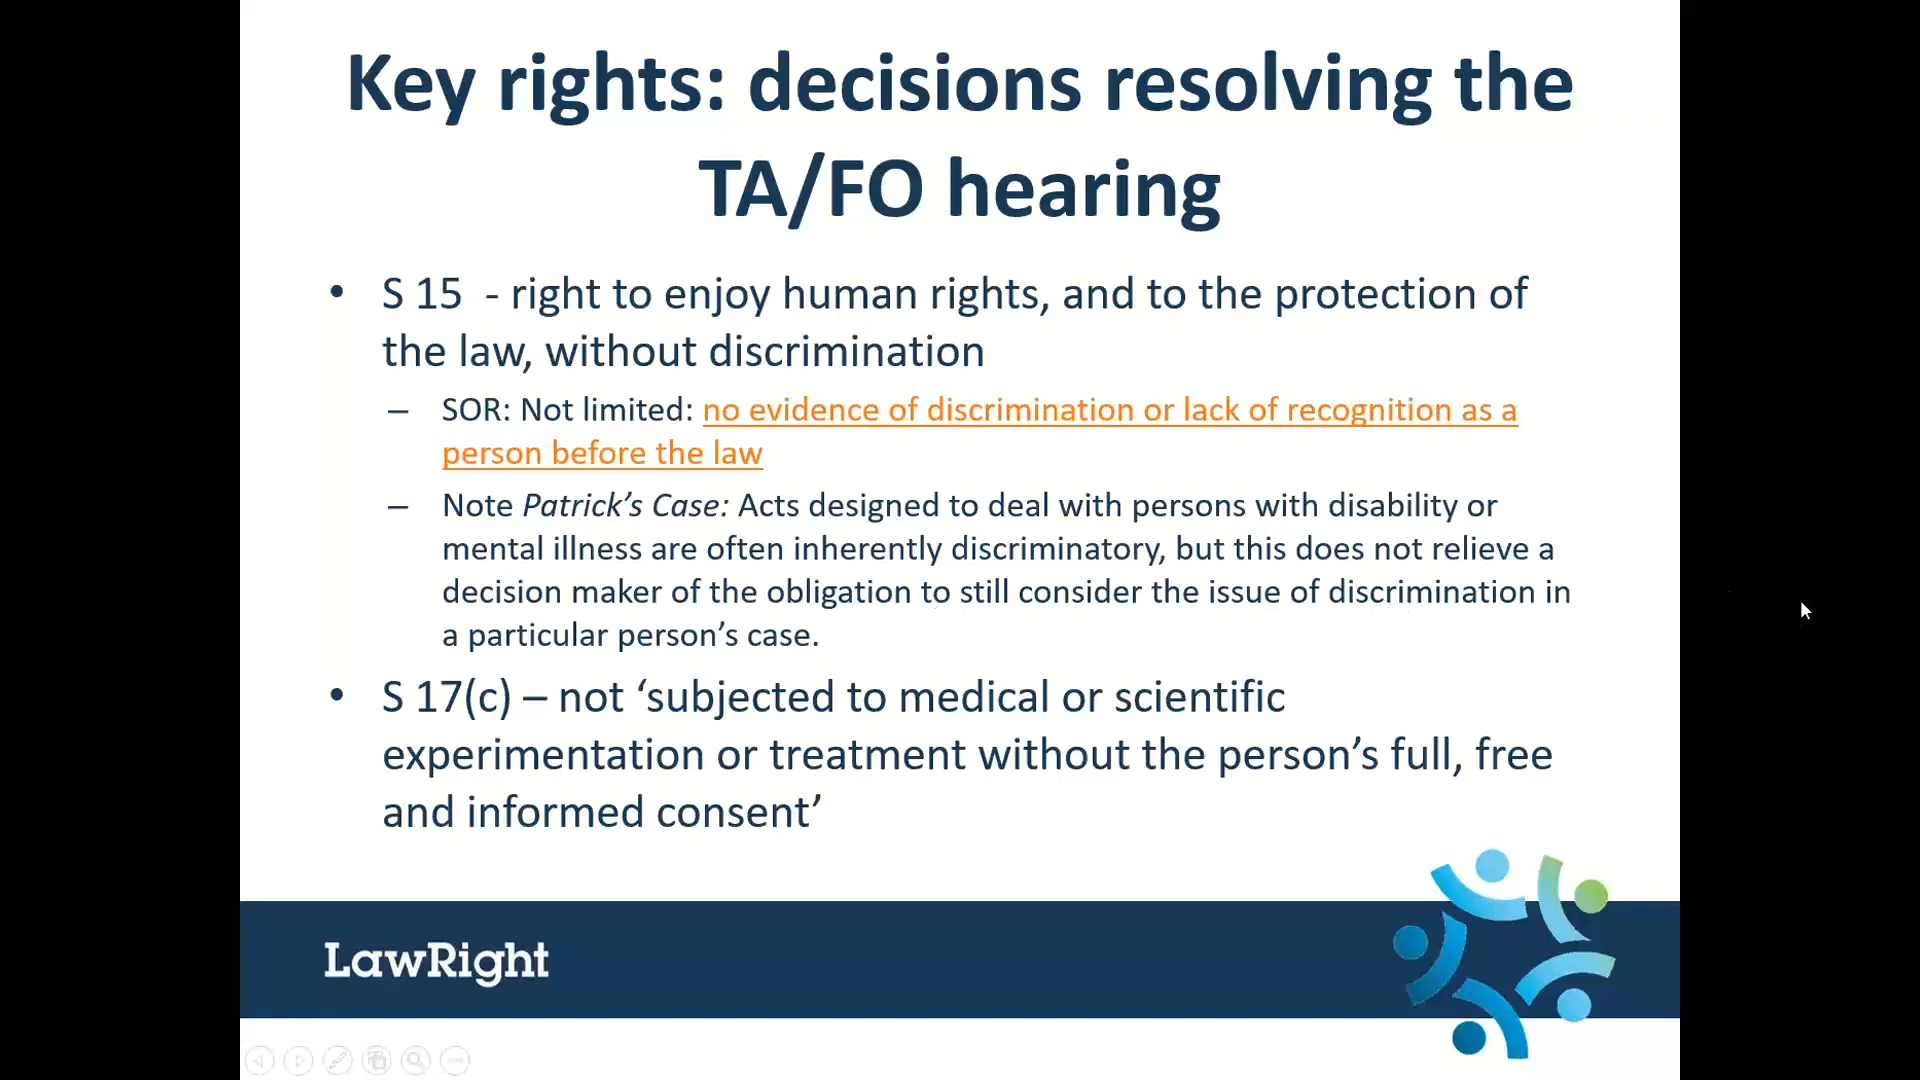 Key rights: decisions resolving the
TA/FO hearing
• S 15 - right to enjoy human rights, and to the protection of
the law, without discrimination
– SOR: Not limited: no evidence of discrimination or lack of recognition as a
person before the law
– Note Patrick’s Case: Acts designed to deal with persons with disability or
mental illness are often inherently discriminatory, but this does not relieve a
decision maker of the obligation to still consider the issue of discrimination in
a particular person’s case.
• S 17(c) – not ‘subjected to medical or scientific
experimentation or treatment without the person’s full, free
and informed consent’
LawRight